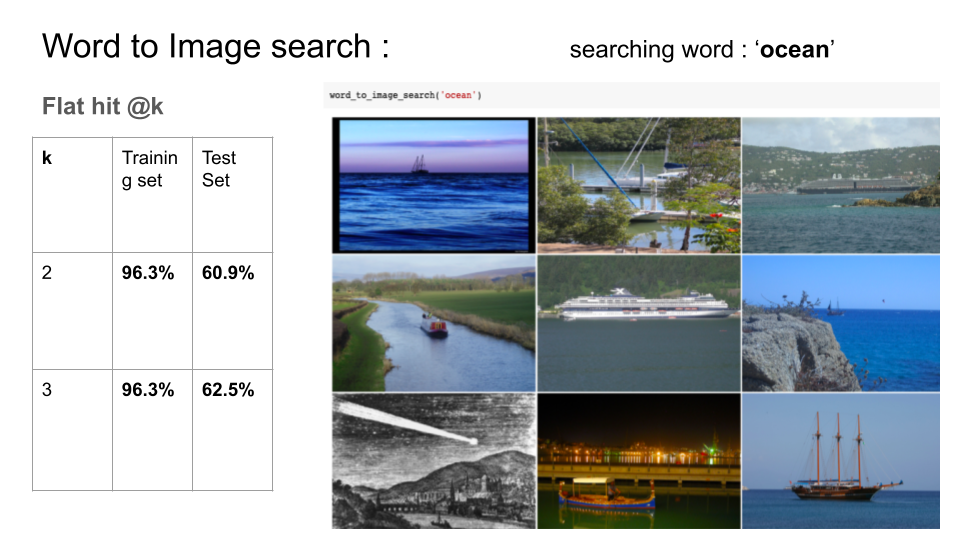 Word to Image search :
searching word : ‘ocean’
Flat hit @k
word_to_image_search('ocean')
k Trainin Test
g set Set
2 96.3% 60.9%
3 96.3% 62.5%